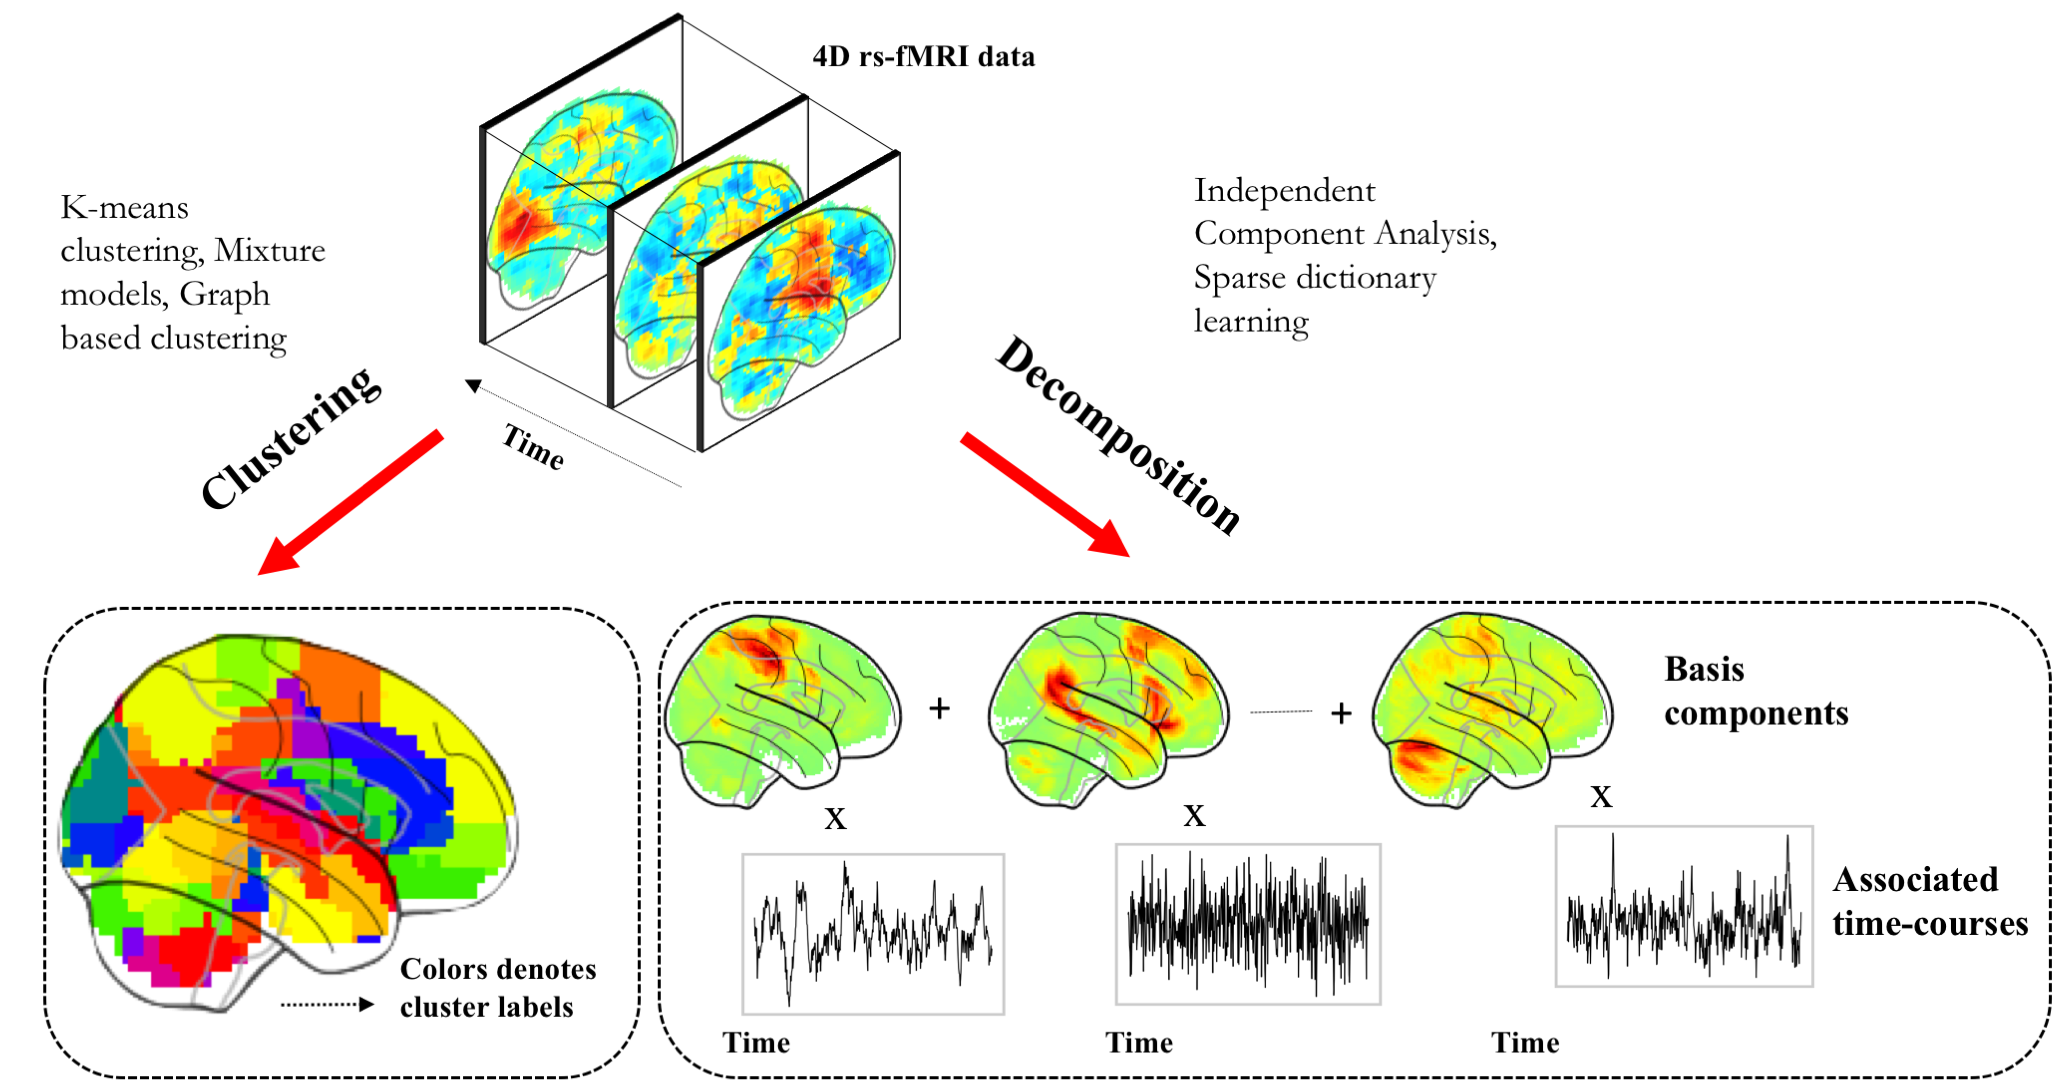 4D rs-fMRI data
K-means
clustering, Mixture
models, Graph
based clustering
Independent
Component Analysis,
Sparse dictionary
learning
Clustering
Time
Decomposition
Colors denotes
cluster labels
+
+
Basis
components
x
x
x
Associated
time-courses
Time
Time
Time